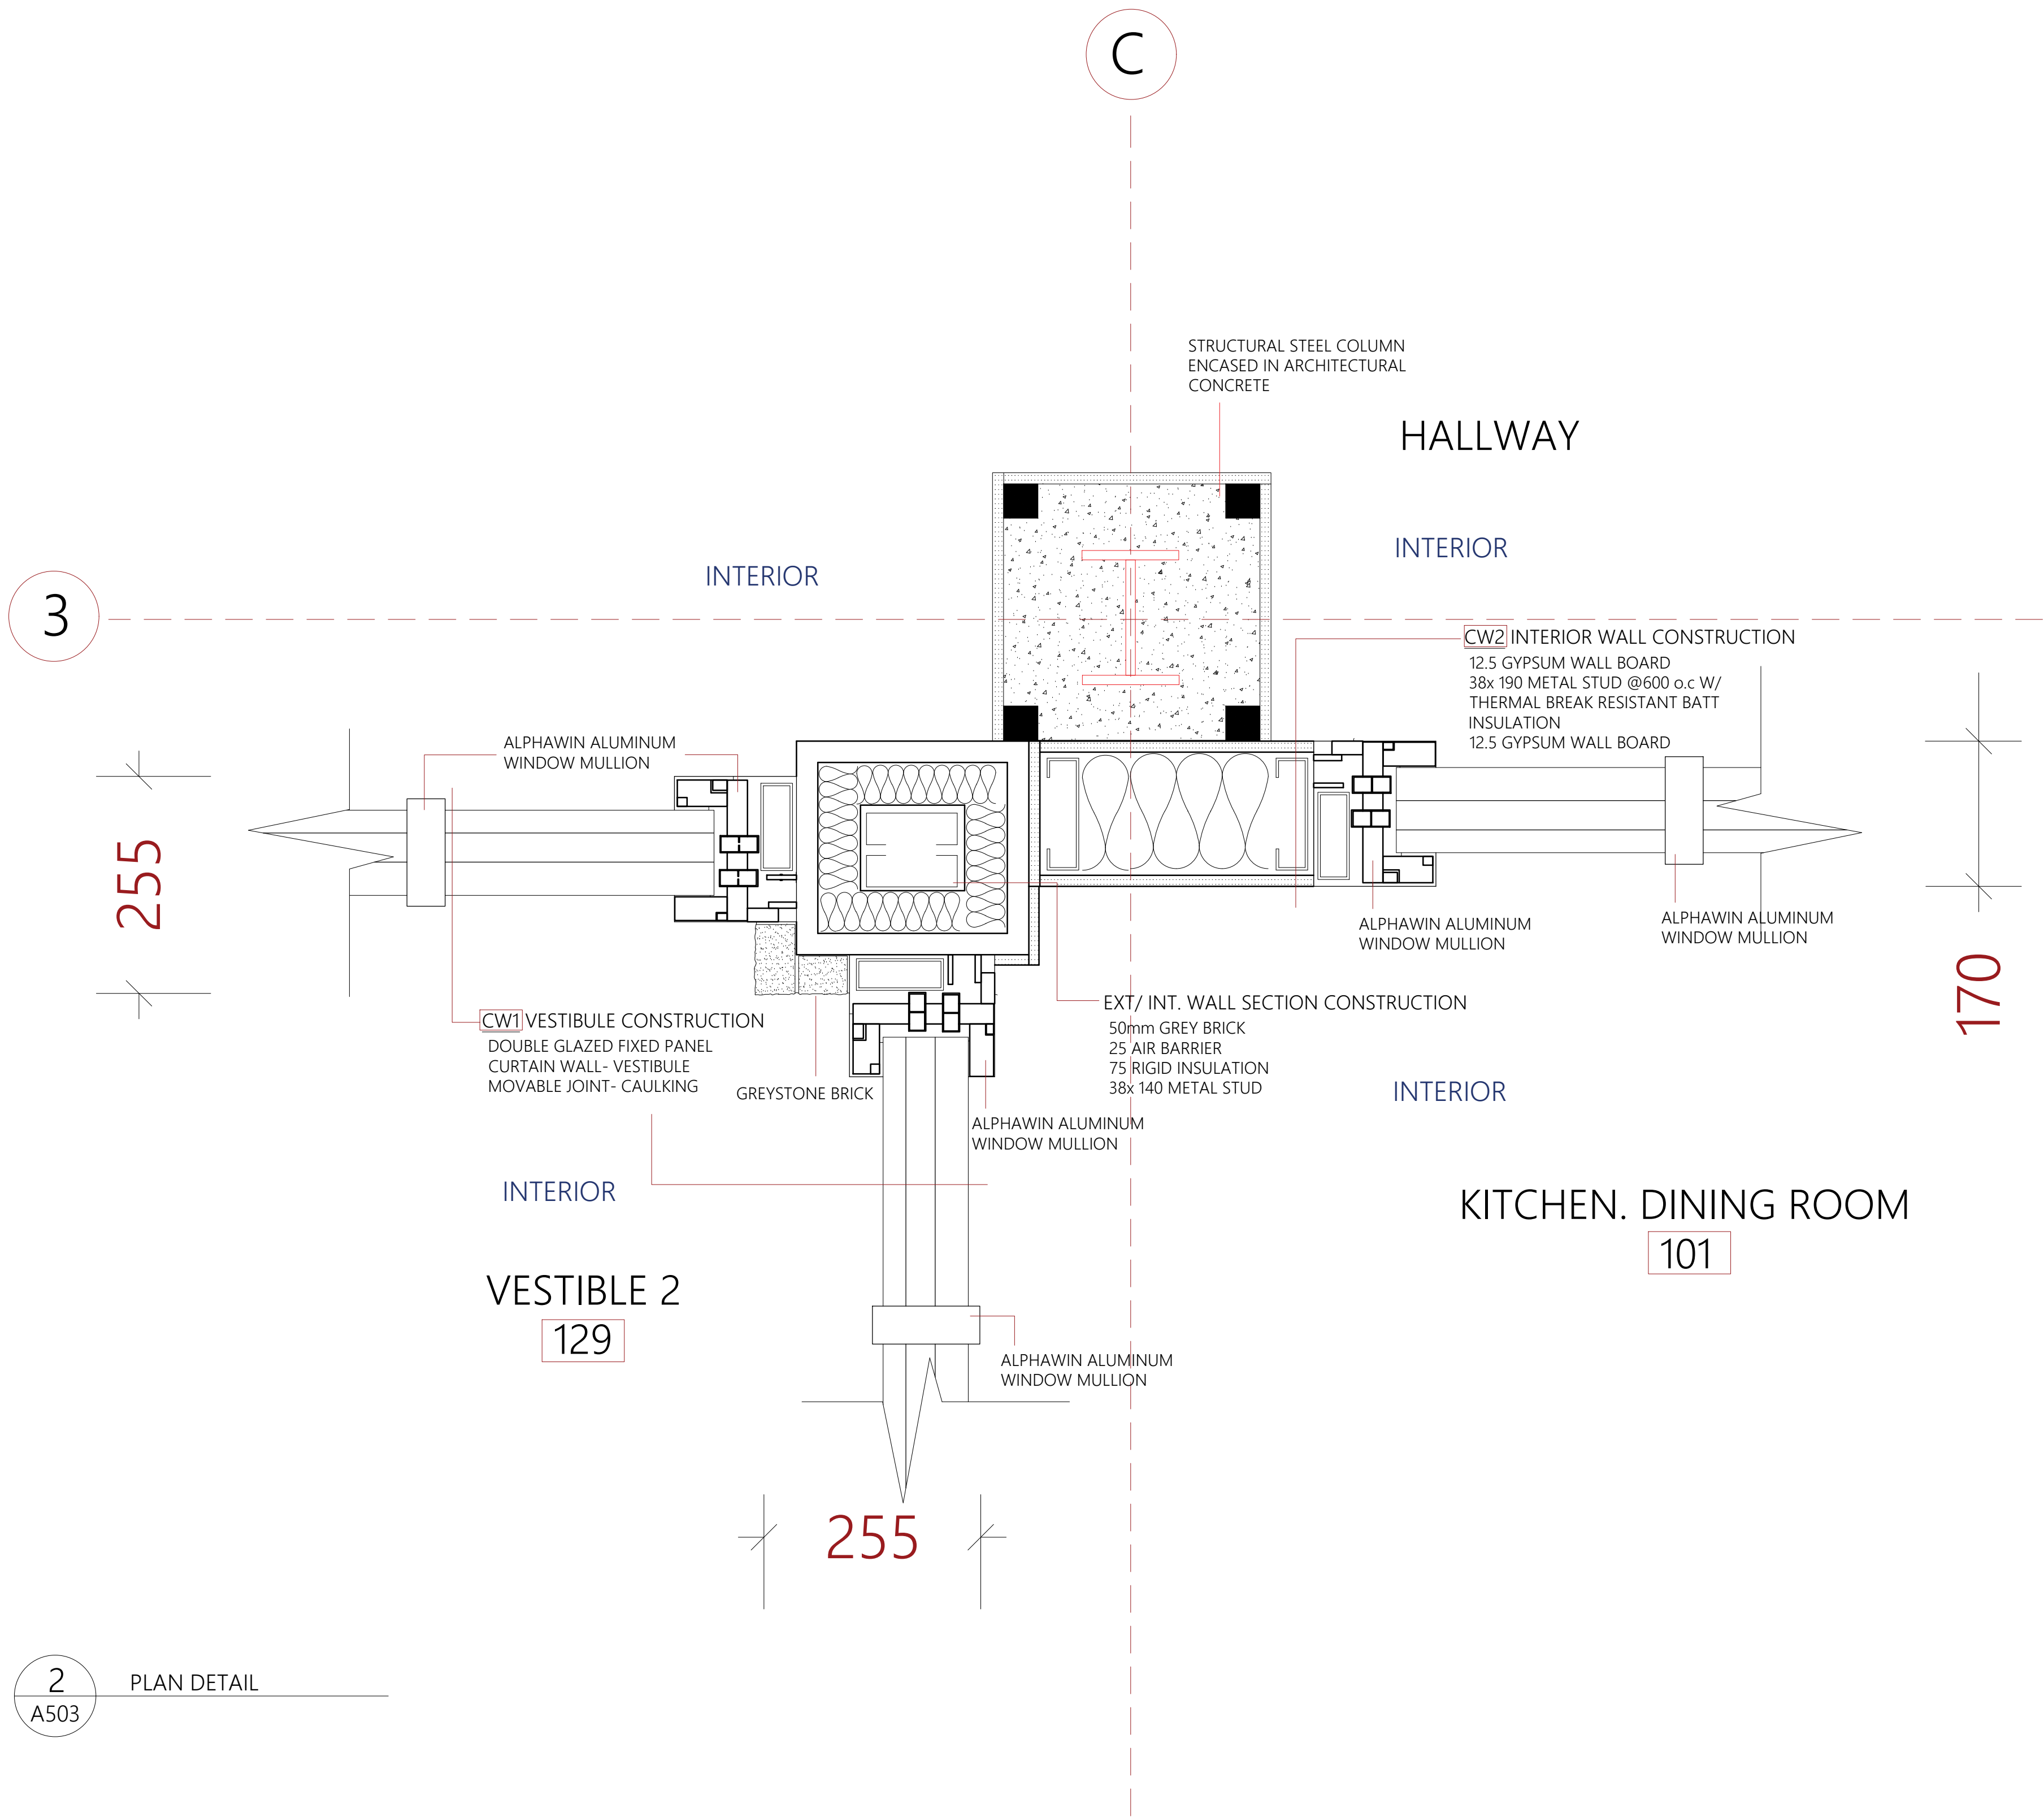 C
STRUCTURAL STEEL COLUMN
ENCASED IN ARCHITECTURAL
CONCRETE
HALLWAY
INTERIOR
INTERIOR
3
CW2 INTERIOR WALL CONSTRUCTION
12.5 GYPSUM WALL BOARD
38x 190 METAL STUD @600 o.c W/
THERMAL BREAK RESISTANT BATT
INSULATION
12.5 GYPSUM WALL BOARD
ALPHAWIN ALUMINUM
WINDOW MULLION
255
ALPHAWIN ALUMINUM
WINDOW MULLION
ALPHAWIN ALUMINUM
WINDOW MULLION
170
CW1 VESTIBULE CONSTRUCTION
DOUBLE GLAZED FIXED PANEL
CURTAIN WALL- VESTIBULE
MOVABLE JOINT- CAULKING
GREYSTONE BRICK
EXT/ INT. WALL SECTION CONSTRUCTION
50mm GREY BRICK
25 AIR BARRIER
75 RIGID INSULATION
38x 140 METAL STUD
ALPHAWIN ALUMINUM
WINDOW MULLION
INTERIOR
INTERIOR
KITCHEN. DINING ROOM
101
VESTIBLE 2
129
ALPHAWIN ALUMINUM
WINDOW MULLION
255
2
A503
PLAN DETAIL